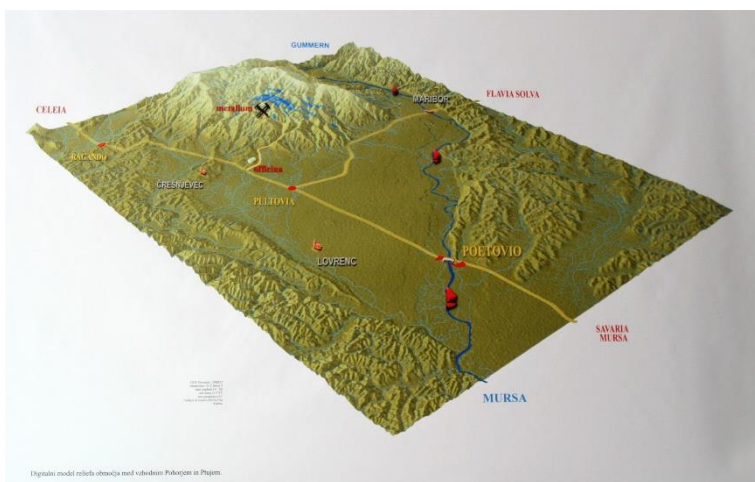 GUMMERN
MARIBOR
FLAVIA SOLVA
CELEIA
metallum
RAGANDO
officina
ČREŠNJEVEC
PULTOVIA
LOVRENC
POETOVIO
SAVARIA
MURSA
MURSA
Digitalni model reliefa območja med vzhodnim Pohorjem in Ptujem.